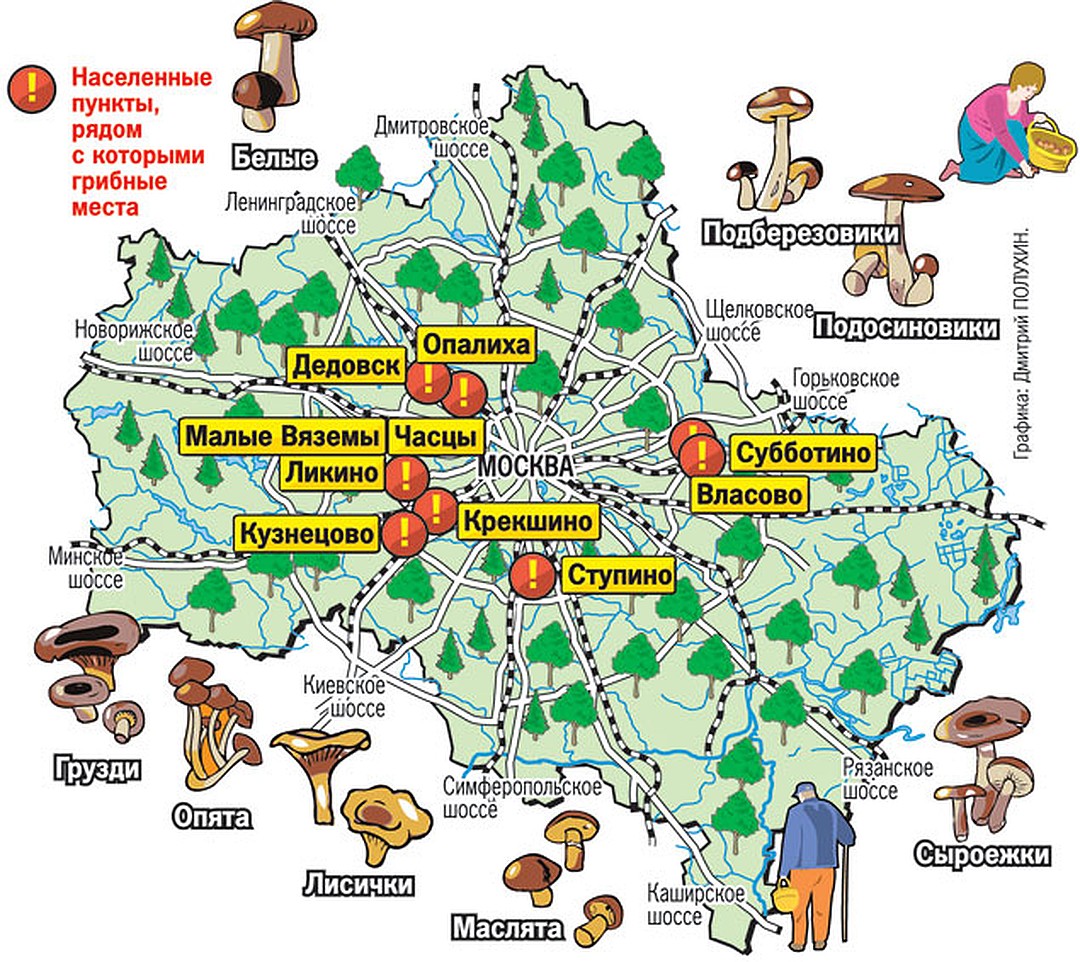 Населенные
пункты,
рядом
с которыми
грибные
места
Белые
Дмитровское
шоссе
Ленинградское
шоссе
Подберезовики
Подосиновики
Графика: Дмитрий ПОЛУХИН.
Новорижское
шоссе
Щелковское
шоссе
Горьковское
шоссе
Опалиха
Дедовск
Малые Вяземы
Часцы
Ликино
МОСКВА
Субботино
Власово
Кузнецово
Крекшино
Ступино
Минское
шоссе
Киевское
шоссе
Грузди
Опята
Лисички
Симферопольское
шоссе
Маслята
Каширское
шоссе
Рязанское
шоссе
Сыроежки